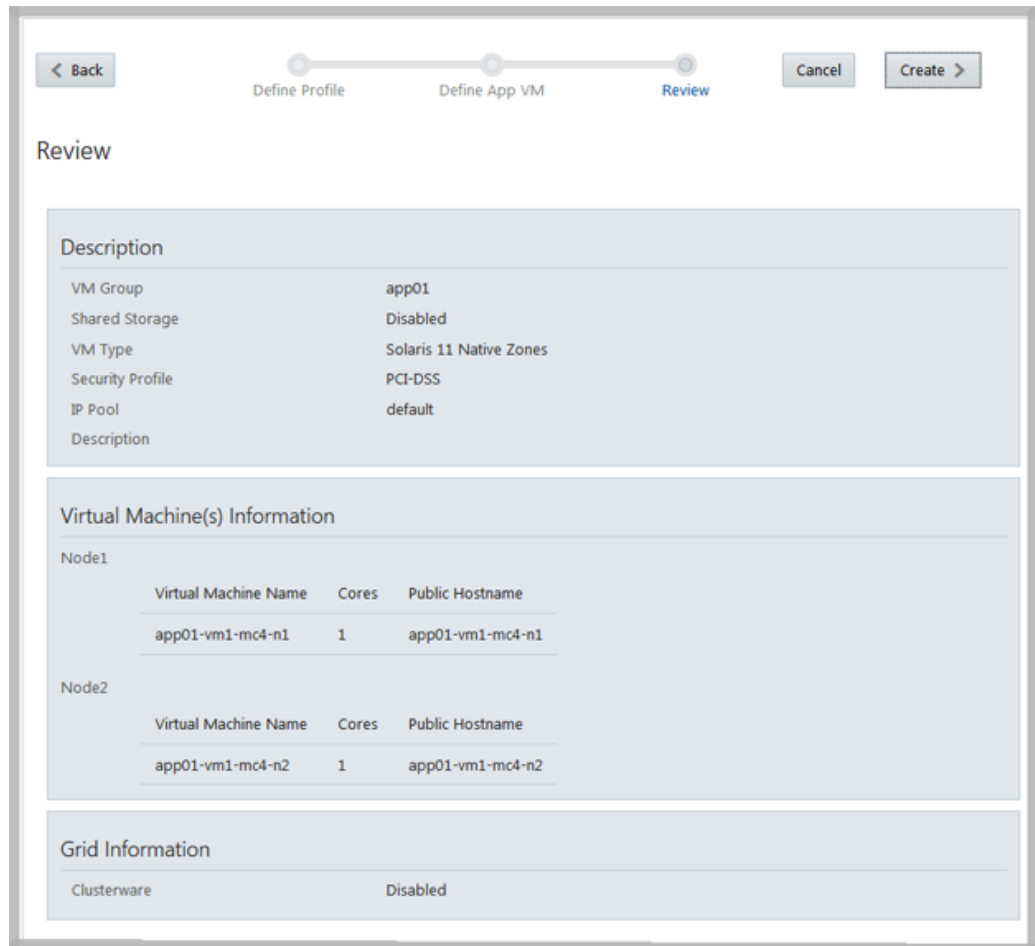 Back
Define Profile
Define App VM
Review
Cancel
Create
Review
Description
VM Group app01
Shared Storage Disabled
VM Type Solaris 11 Native Zones
Security Profile PCI-DSS
IP Pool default
Description
Virtual Machine(s) Information
Node1
Virtual Machine Name Cores Public Hostname
app01-vm1-mc4-n1 1 app01-vm1-mc4-n1
Node2
Virtual Machine Name Cores Public Hostname
app01-vm1-mc4-n2 1 app01-vm1-mc4-n2
Grid Information
Clusterware Disabled